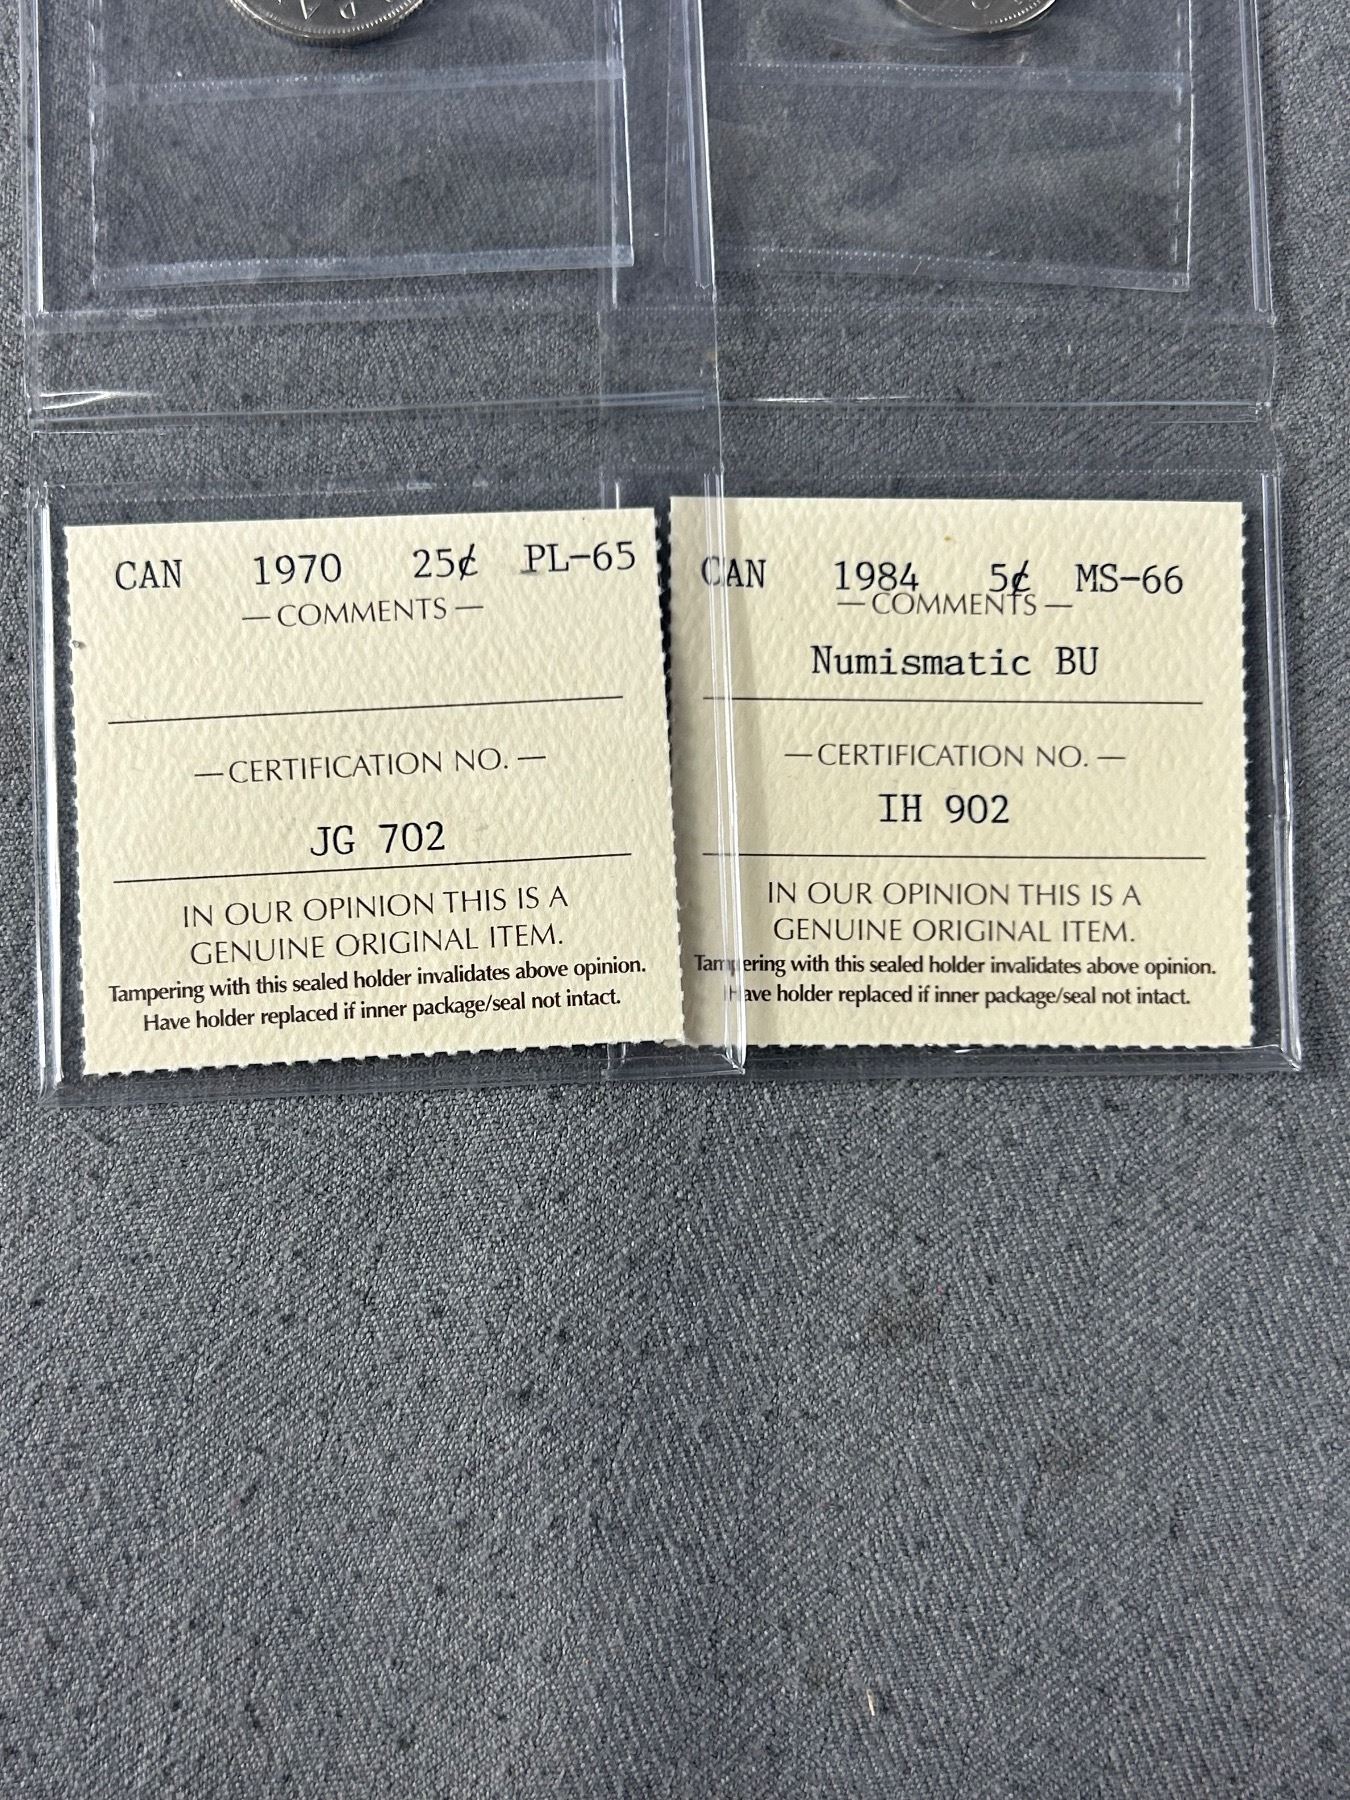 CAN 1970 25¢ PL-65
— COMMENTS —
— CERTIFICATION NO. —
JG 702
IN OUR OPINION THIS IS A
GENUINE ORIGINAL ITEM.
Tampering with this sealed holder invalidates above opinion.
Have holder replaced if inner package/seal not intact.
CAN 1984 5¢ MS-66
— COMMENTS —
Numismatic BU
— CERTIFICATION NO. —
IH 902
IN OUR OPINION THIS IS A
GENUINE ORIGINAL ITEM.
Tampering with this sealed holder invalidates above opinion.
Have holder replaced if inner package/seal not intact.